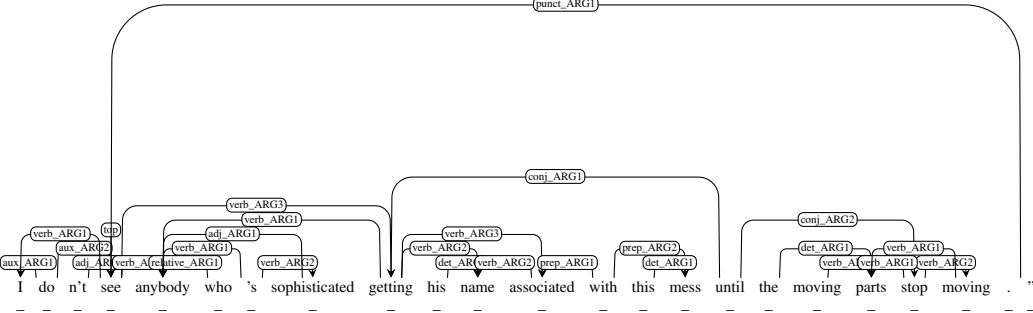 punct_ARG1
conj_ARG1
verb_ARG3
verb_ARG1 conj_ARG2
verb_ARG1 top adj_ARG1 verb_ARG3
aux_ARG2 verb_ARG1 verb_ARG2 prep_ARG2 det_ARG1 verb_ARG1
aux_ARG1 relative_ARG1 verb_ARG2 verb_ARG2 prep_ARG1 det_ARG1 verb_ARG1 verb_ARG2
I do n't see anybody who 's sophisticated getting his name associated with this mess until the moving parts stop moving . ”
_ _ _ _ _ _ _ _ _ _ _ _ _ _ _ _ _ _ _ _ _ _ _